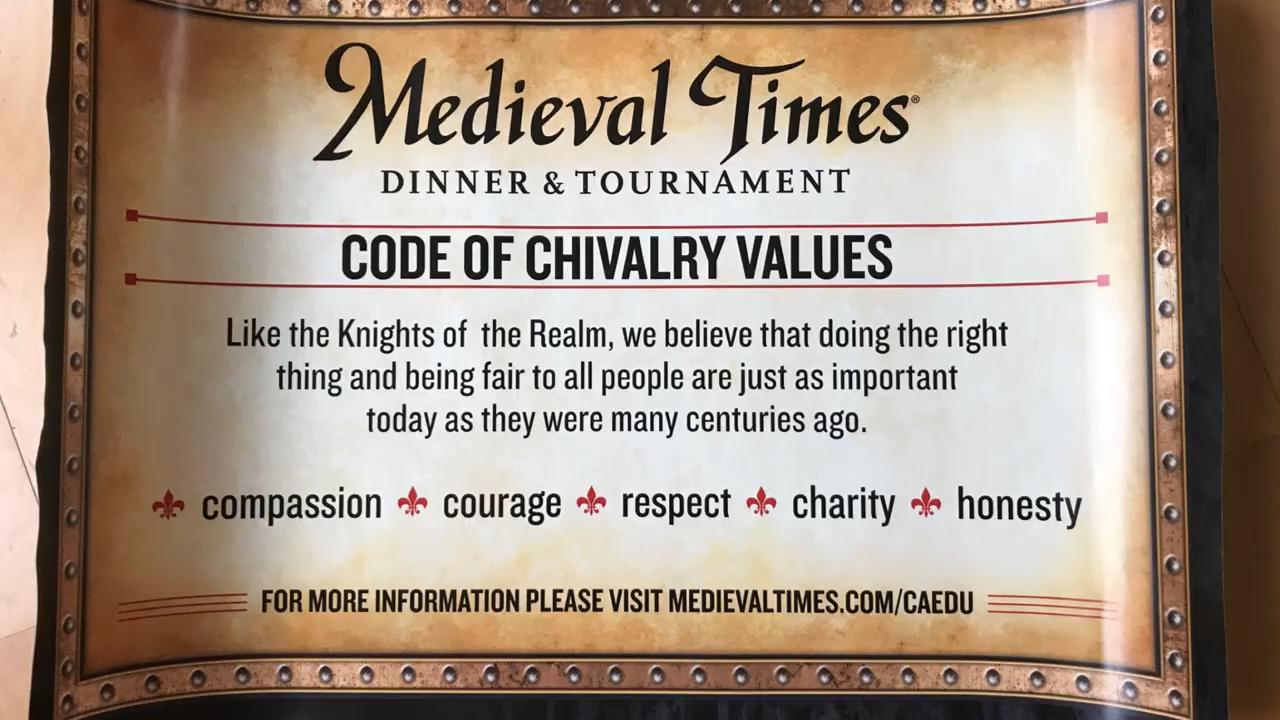 Medieval Times®
DINNER & TOURNAMENT
CODE OF CHIVALRY VALUES
Like the Knights of the Realm, we believe that doing the right
thing and being fair to all people are just as important
today as they were many centuries ago.
compassion courage respect charity honesty
FOR MORE INFORMATION PLEASE VISIT MEDIEVALTIMES.COM/CAEDU